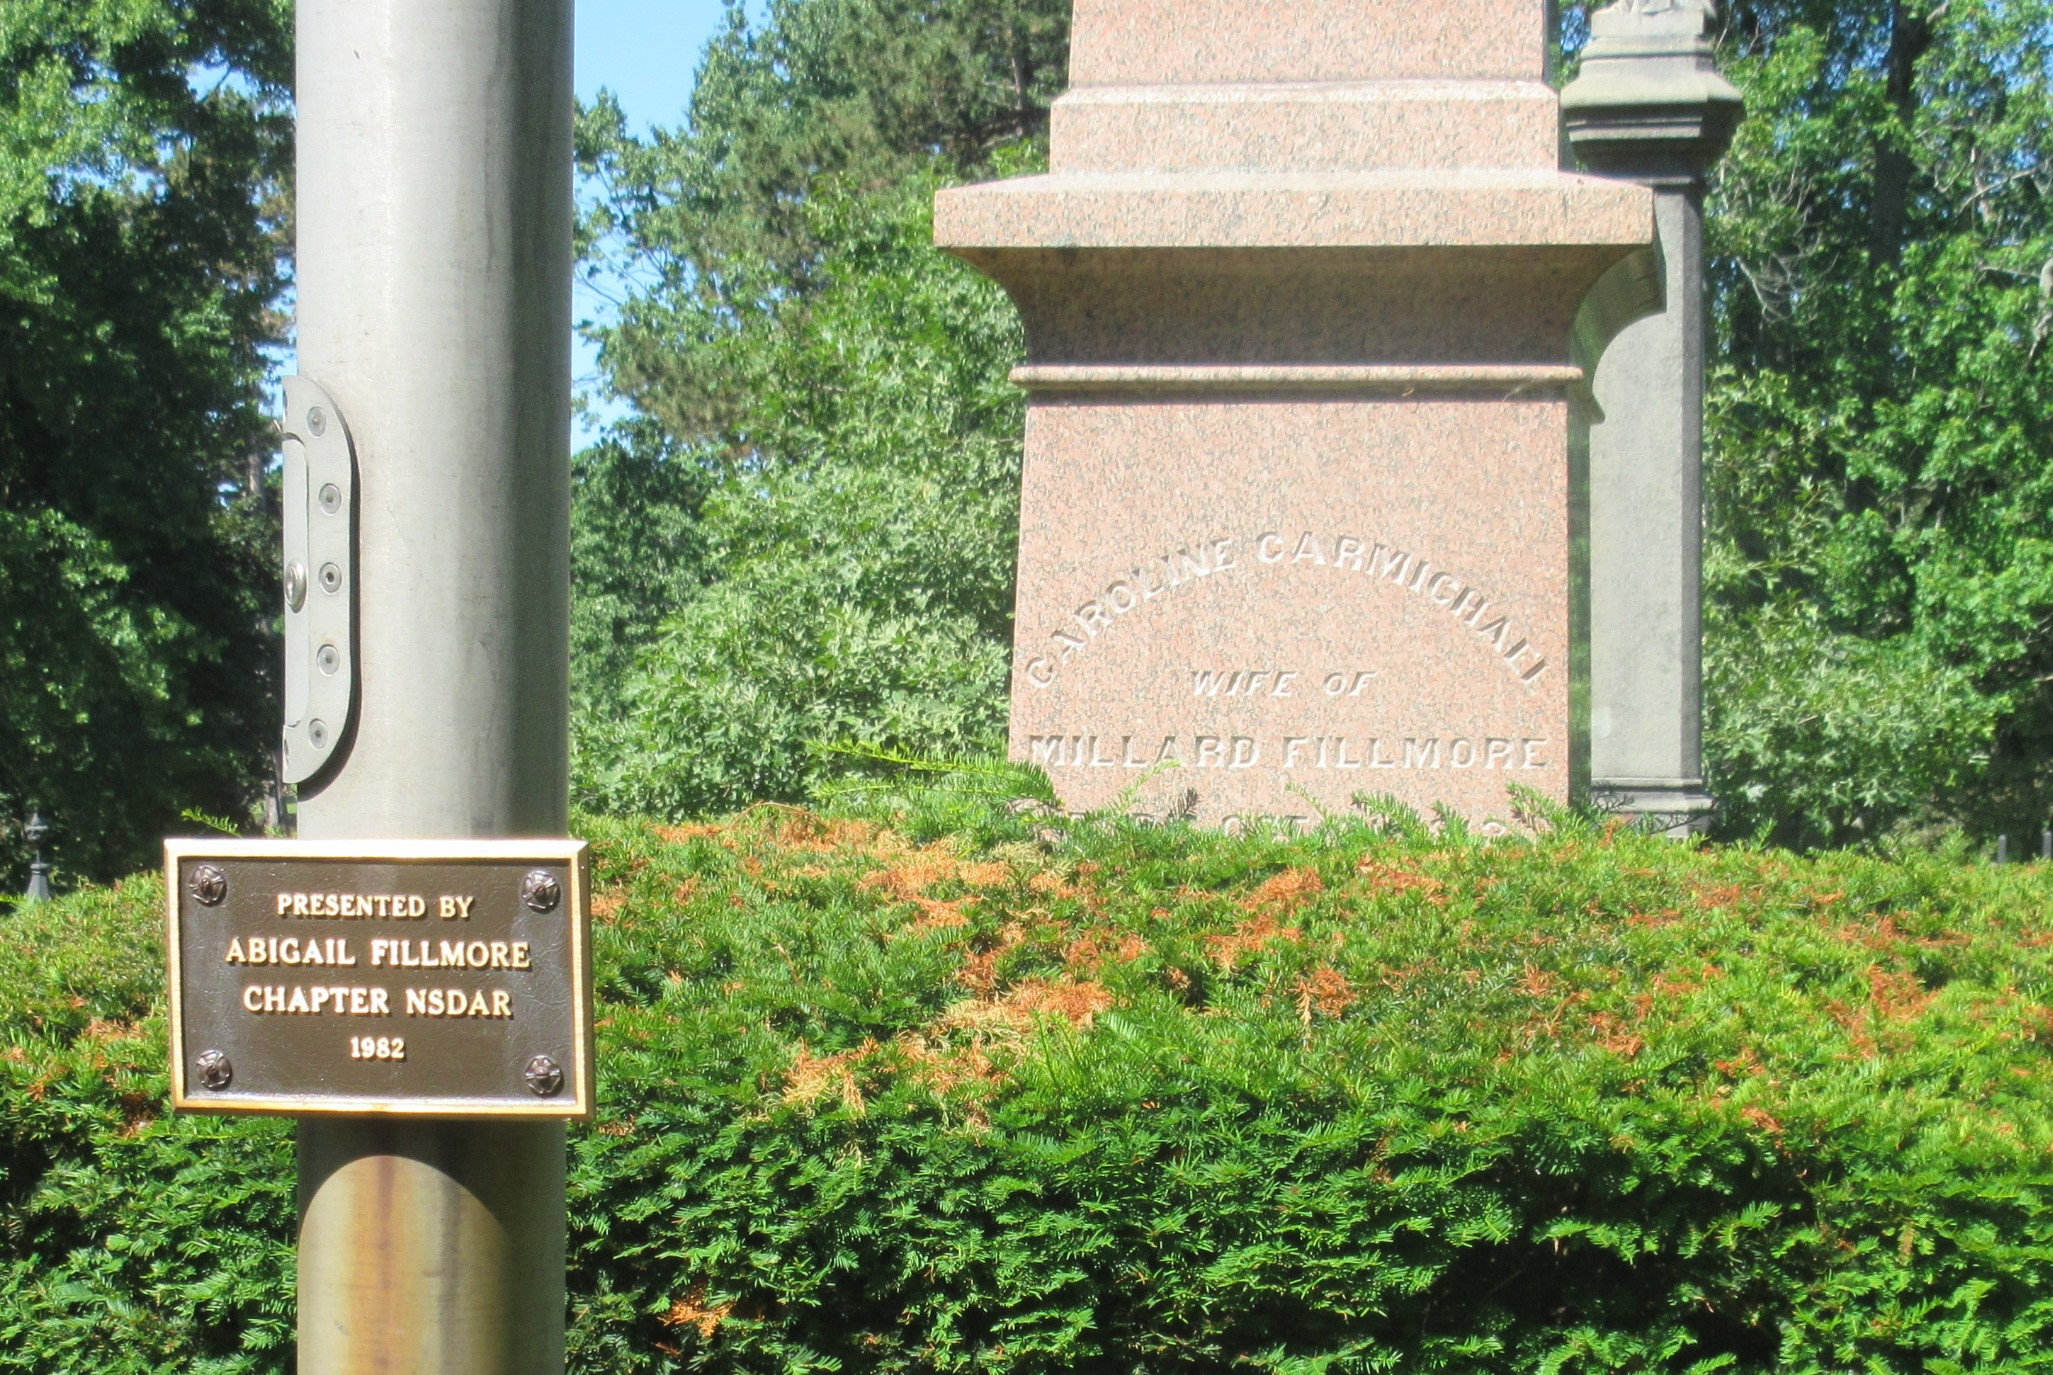 PRESENTED BY
ABIGAIL FILLMORE
CHAPTER NSDAR
1982
CAROLINE CARMICHAEL
WIFE OF
MILLARD FILLMORE